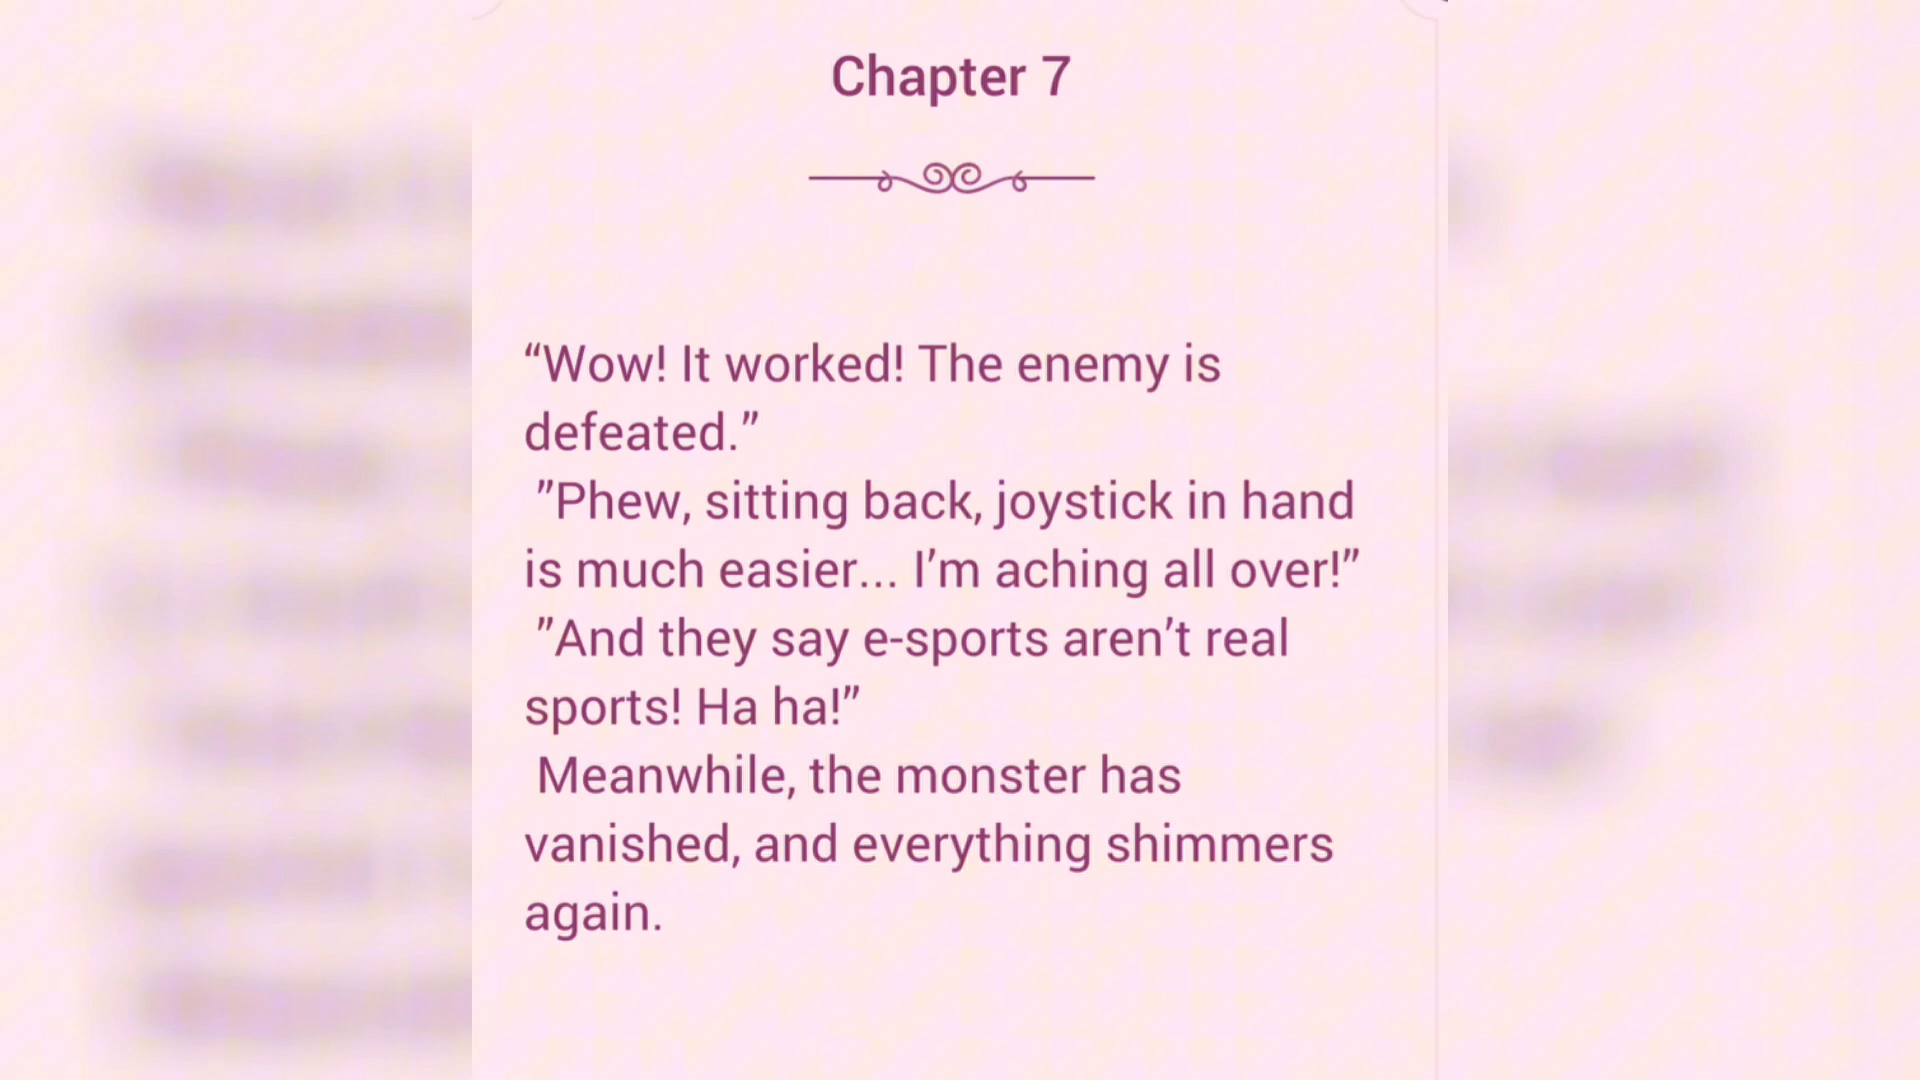 Chapter 7
“Wow! It worked! The enemy is
defeated.”
”Phew, sitting back, joystick in hand
is much easier... I’m aching all over!”
”And they say e-sports aren’t real
sports! Ha ha!”
Meanwhile, the monster has
vanished, and everything shimmers
again.